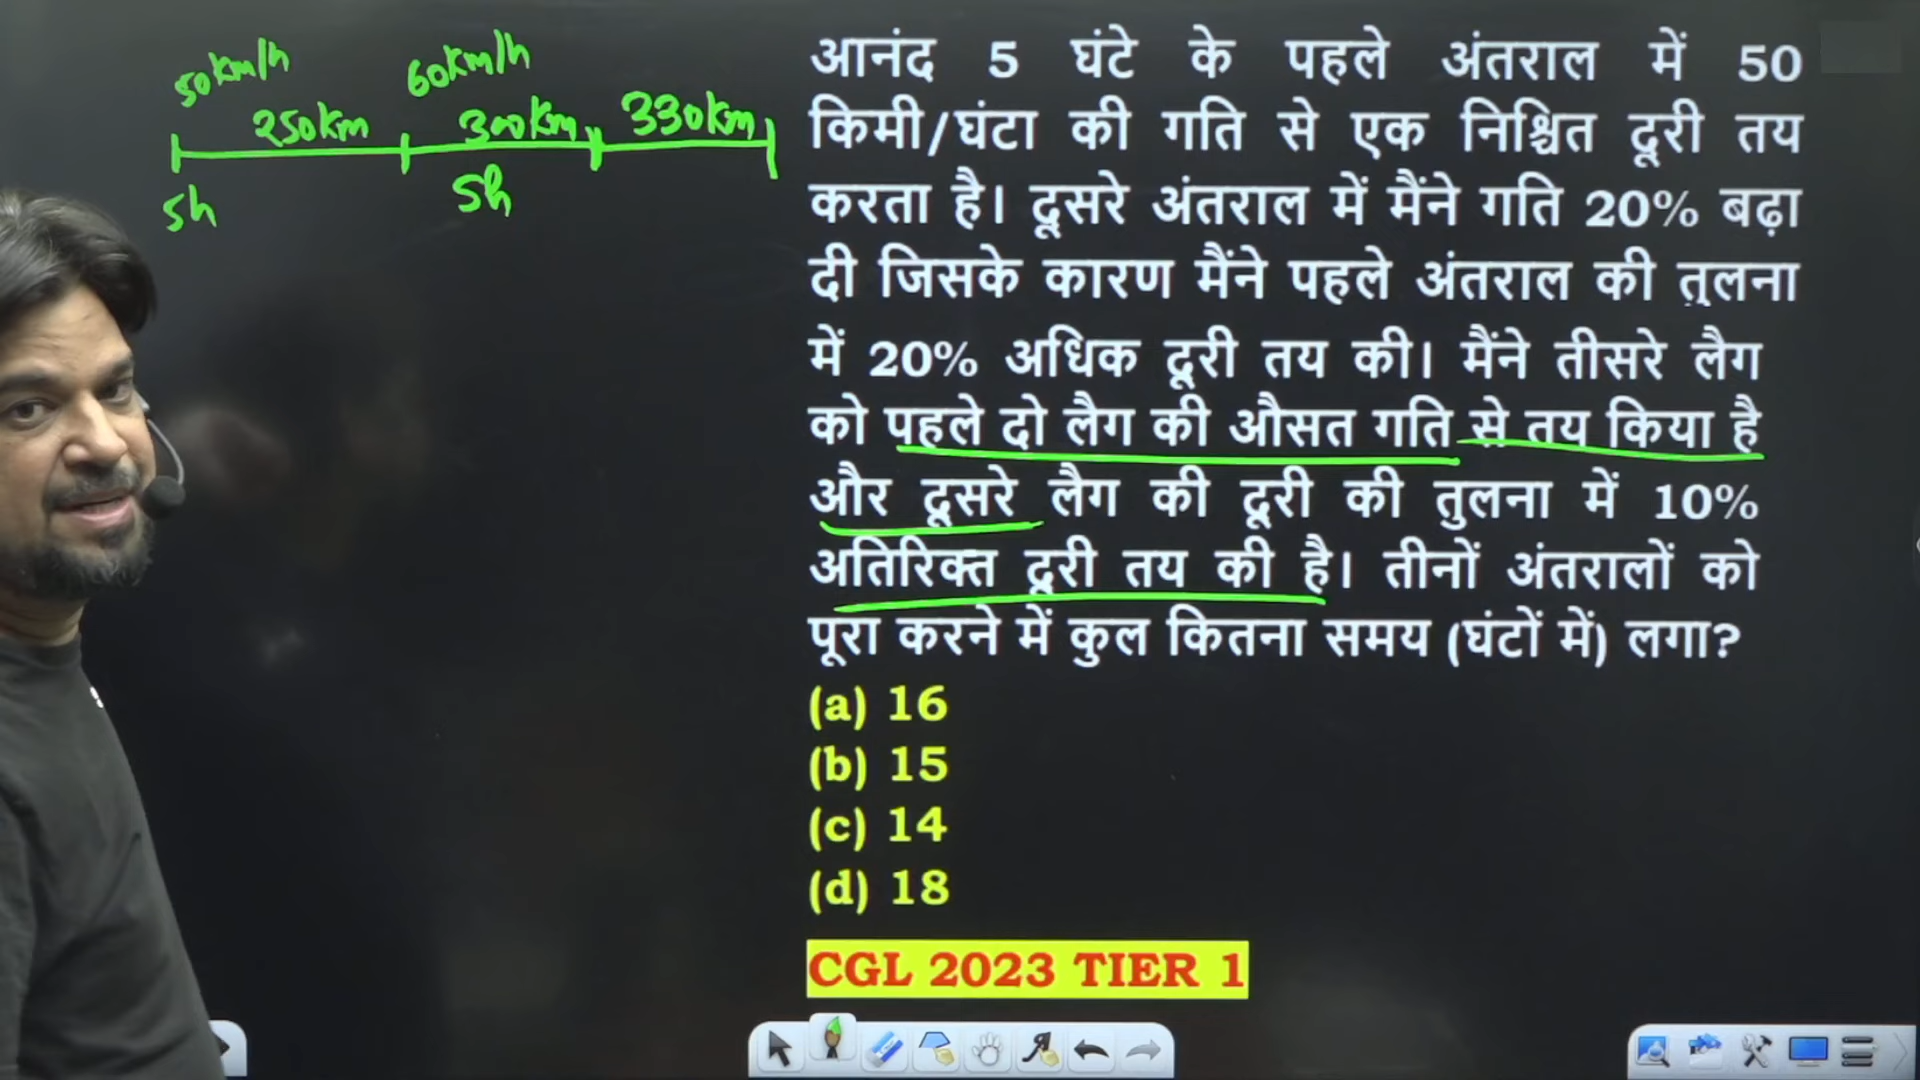 50km/h
60km/h
250km
300km
330km
5h
5h
आनंद 5 घंटे के पहले अंतराल में 50
किमी/घंटा की गति से एक निश्चित दूरी तय
करता है। दूसरे अंतराल में मैंने गति 20% बढ़ा
दी जिसके कारण मैंने पहले अंतराल की तुलना
में 20% अधिक दूरी तय की। मैंने तीसरे लैग
को पहले दो लैग की औसत गति से तय किया है
और दूसरे लैग की दूरी की तुलना में 10%
अतिरिक्त दूरी तय की है। तीनों अंतरालों को
पूरा करने में कुल कितना समय (घंटों में) लगा?
(a) 16
(b) 15
(c) 14
(d) 18
CGL 2023 TIER 1